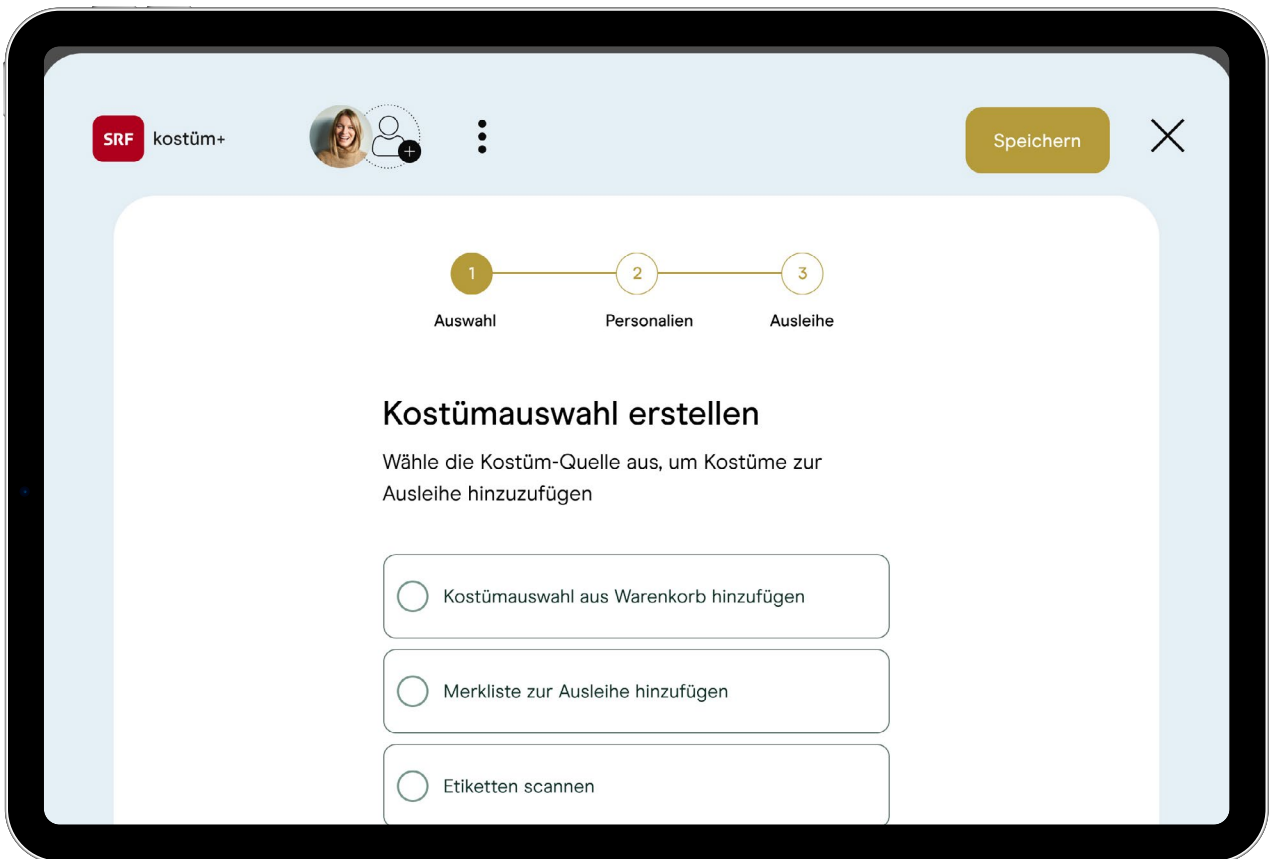 SRF kostüm+
Speichern
1 2 3
Auswahl Personalien Ausleihe
Kostümauswahl erstellen
Wähle die Kostüm-Quelle aus, um Kostüme zur
Ausleihe hinzuzufügen
Kostümauswahl aus Warenkorb hinzufügen
Merkliste zur Ausleihe hinzufügen
Etiketten scannen